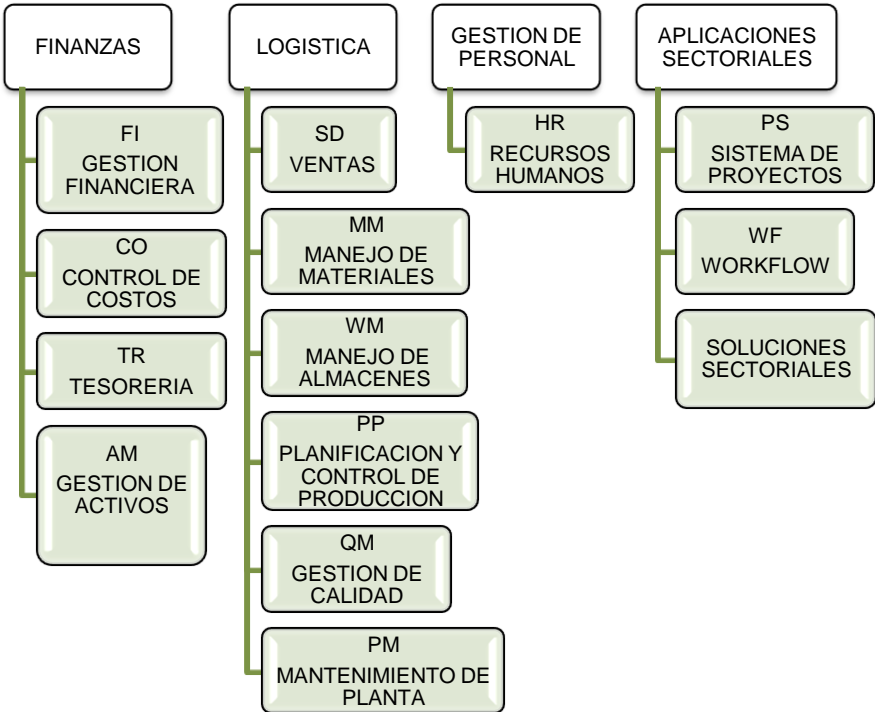 FINANZAS
FI
GESTION
FINANCIERA
CO
CONTROL DE
COSTOS
TR
TESORERIA
AM
GESTION DE
ACTIVOS
LOGISTICA
SD
VENTAS
MM
MANEJO DE
MATERIALES
WM
MANEJO DE
ALMACENES
PP
PLANIFICACION Y
CONTROL DE
PRODUCCION
QM
GESTION DE
CALIDAD
PM
MANTENIMIENTO DE
PLANTA
GESTION DE
PERSONAL
HR
RECURSOS
HUMANOS
APLICACIONES
SECTORIALES
PS
SISTEMA DE
PROYECTOS
WF
WORKFLOW
SOLUCIONES
SECTORIALES